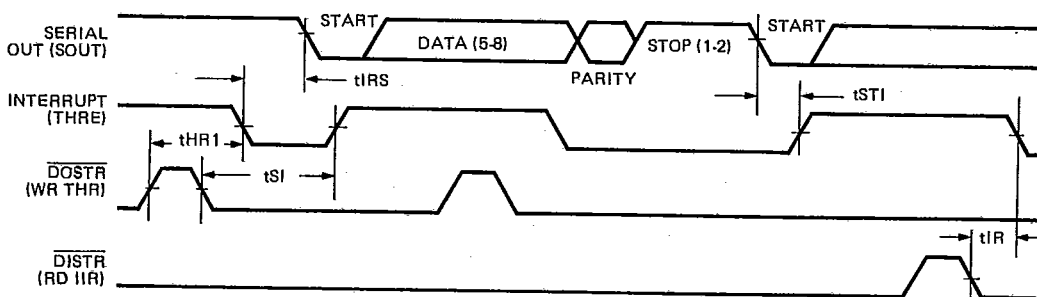 SERIAL
OUT (SOUT)
START
DATA (5-8)
PARITY
STOP (1-2)
START
tIRS
tSTI
INTERRUPT
(THRE)
tHR1
tSI
DOSTR
(WR THR)
tIR
DISTR
(RD IIR)